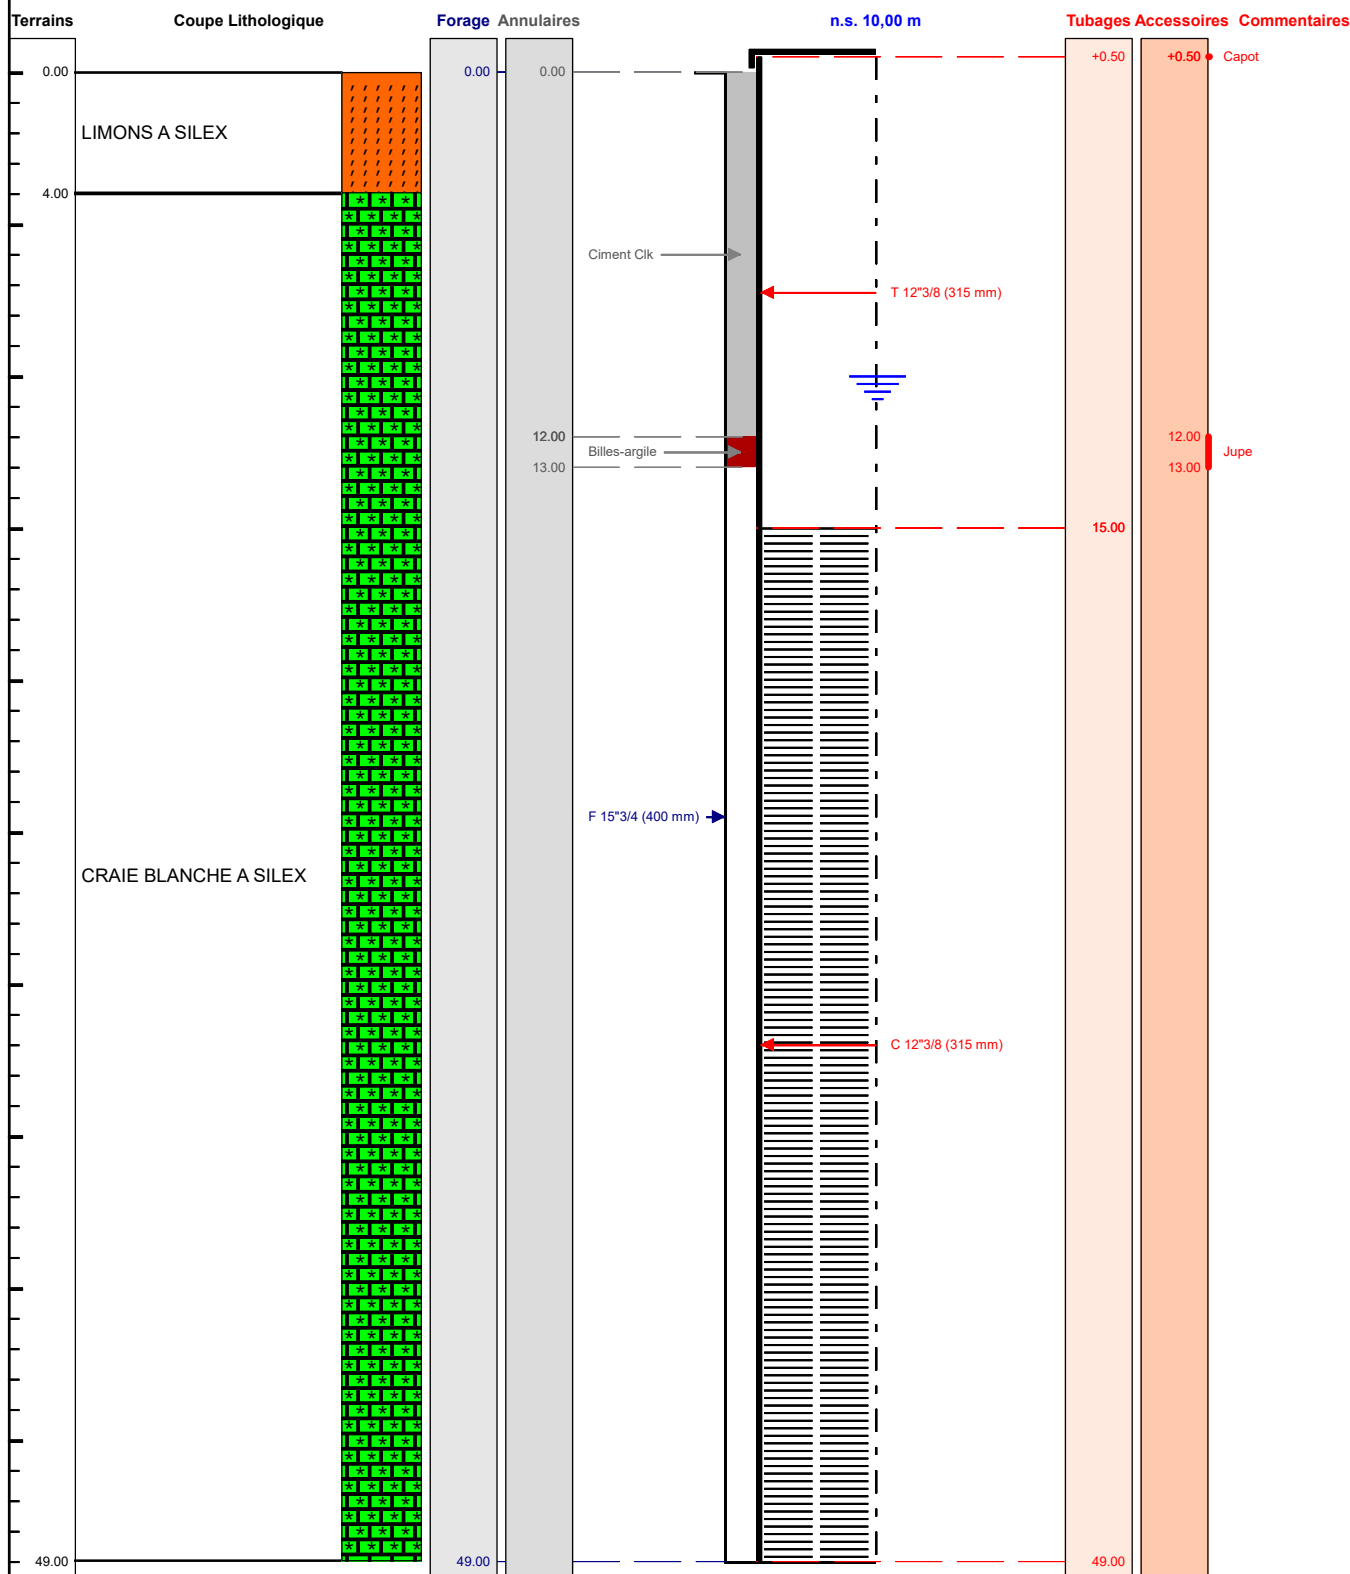 Terrains Coupe Lithologique Forage Annulaires n.s. 10,00 m Tubages Accessoires Commentaires
+0.50 +0.50 Capot
0.00 0.00 0.00
LIMONS A SILEX
4.00
Ciment Clk
T 12"3/8 (315 mm)
12.00 12.00
Billes-argile Jupe
13.00 13.00
15.00
F 15"3/4 (400 mm)
CRAIE BLANCHE A SILEX
C 12"3/8 (315 mm)
49.00 49.00 49.00